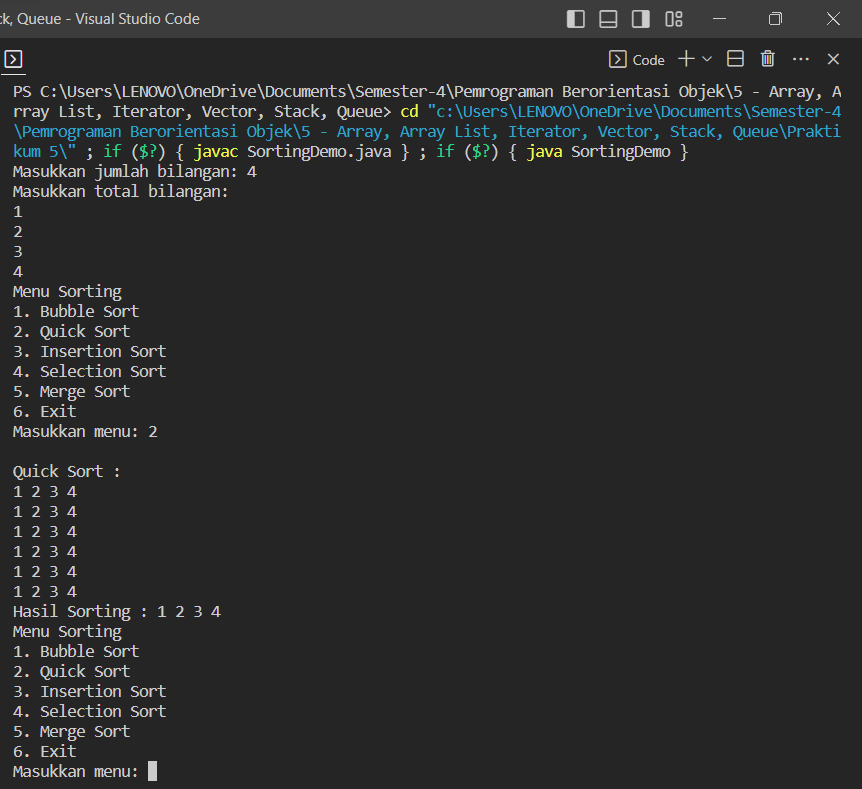 ck, Queue - Visual Studio Code
Code
PS C:\Users\LENOVO\OneDrive\Documents\Semester-4\Pemrograman Berorientasi Objek\5 - Array, A
rray List, Iterator, Vector, Stack, Queue> cd "c:\Users\LENOVO\OneDrive\Documents\Semester-4
\Pemrograman Berorientasi Objek\5 - Array, Array List, Iterator, Vector, Stack, Queue\Prakti
kum 5\" ; if ($?) { javac SortingDemo.java } ; if ($?) { java SortingDemo }
Masukkan jumlah bilangan: 4
Masukkan total bilangan:
1
2
3
4
Menu Sorting
1. Bubble Sort
2. Quick Sort
3. Insertion Sort
4. Selection Sort
5. Merge Sort
6. Exit
Masukkan menu: 2
Quick Sort :
1 2 3 4
1 2 3 4
1 2 3 4
1 2 3 4
1 2 3 4
1 2 3 4
Hasil Sorting : 1 2 3 4
Menu Sorting
1. Bubble Sort
2. Quick Sort
3. Insertion Sort
4. Selection Sort
5. Merge Sort
6. Exit
Masukkan menu: